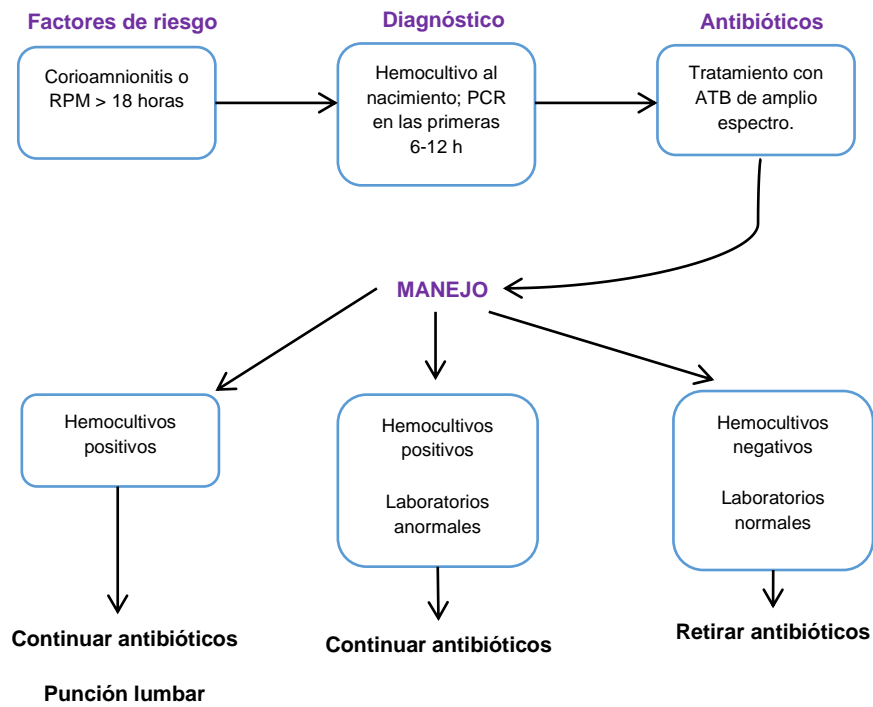 Factores de riesgo
Diagnóstico
Antibióticos
Corioamnionitis o
RPM > 18 horas
Hemocultivo al
nacimiento; PCR
en las primeras
6-12 h
Tratamiento con
ATB de amplio
espectro.
MANEJO
Hemocultivos
positivos
Hemocultivos
positivos
Laboratorios
anormales
Hemocultivos
negativos
Laboratorios
normales
Continuar antibióticos
Punción lumbar
Continuar antibióticos
Retirar antibióticos